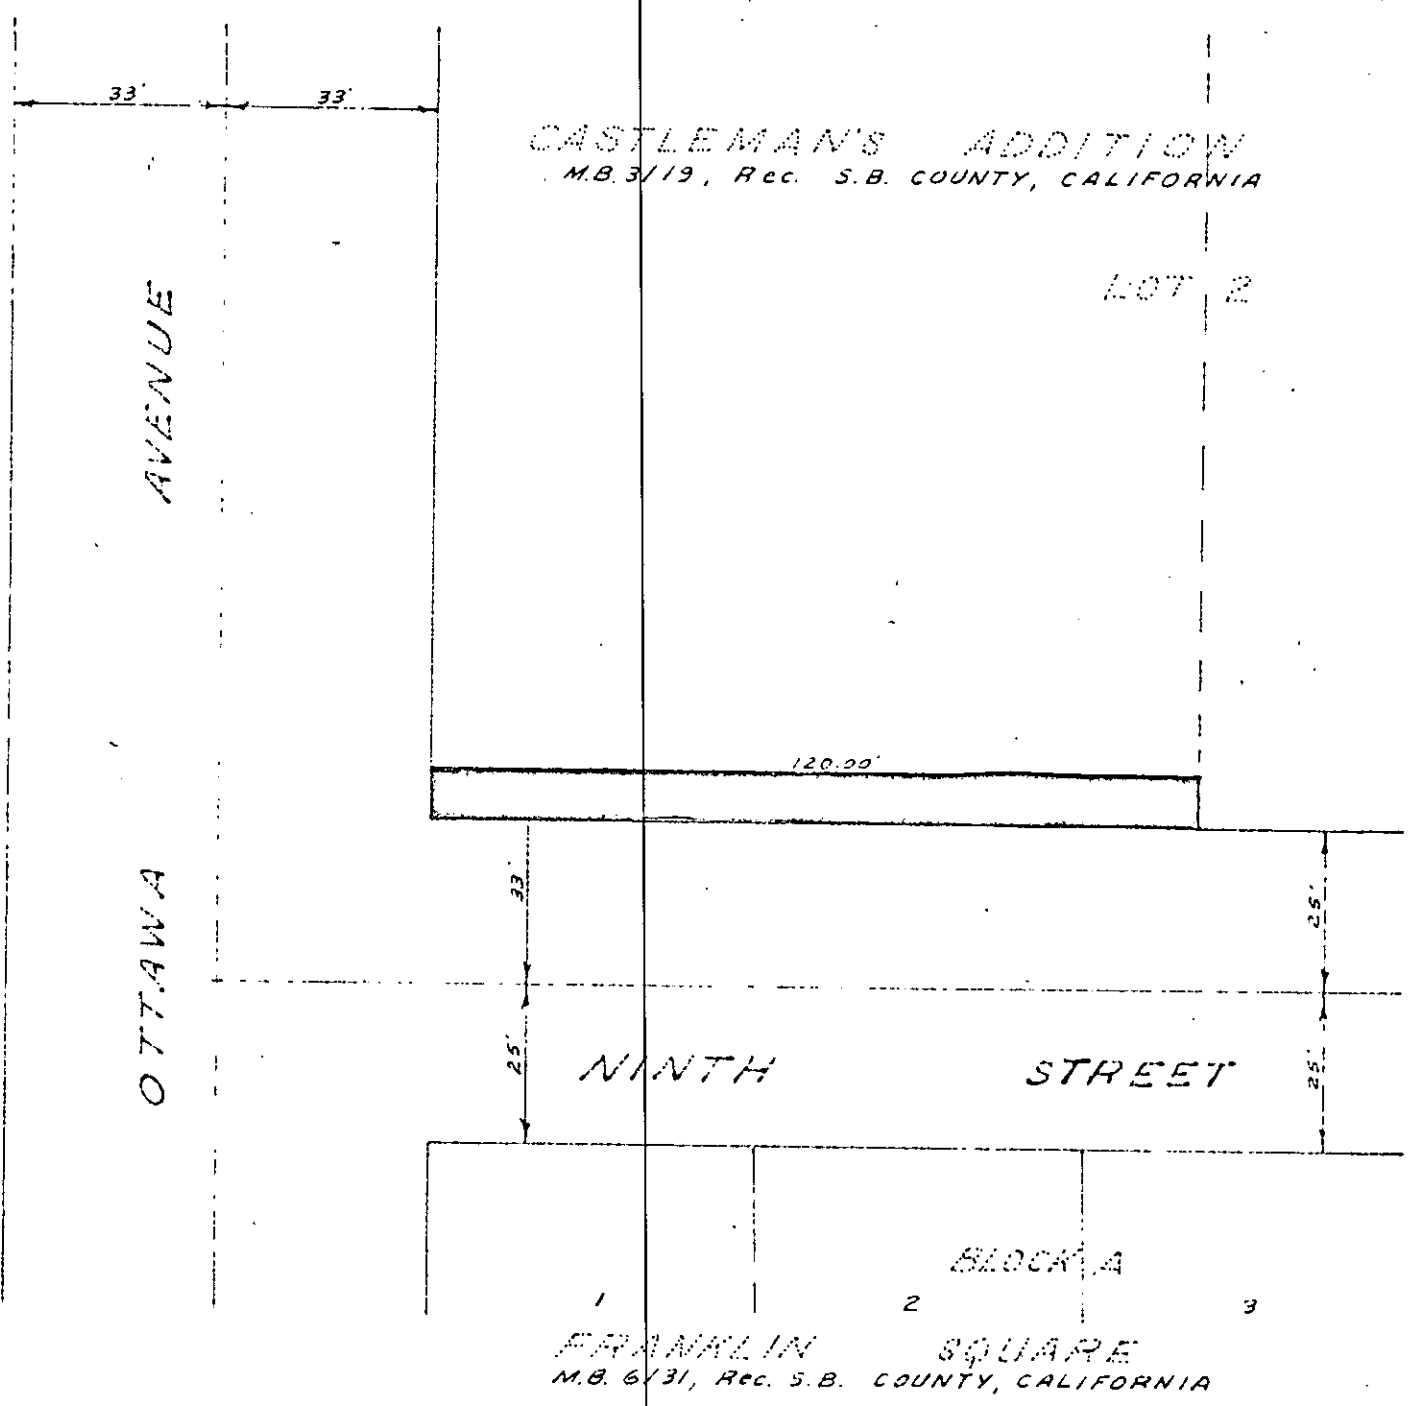 33' 33'
CASTLEMAN'S ADDITION
M.B. 3/19, Rec. S.B. COUNTY, CALIFORNIA
LOT 2
OTTAWA AVENUE
120.00'
33'
25'
25'
25'
NINTH STREET
BLOCK A
1 2 3
FRANKLIN SQUARE
M.B. 6/31, Rec. S.B. COUNTY, CALIFORNIA